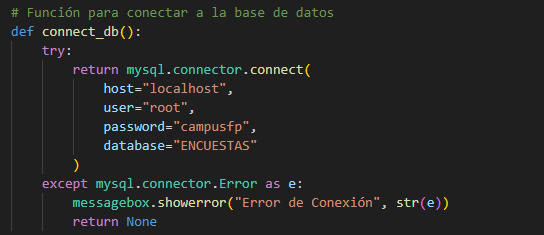 # Función para conectar a la base de datos
def connect_db():
    try:
        return mysql.connector.connect(
            host="localhost",
            user="root",
            password="campusfp",
            database="ENCUESTAS"
        )
    except mysql.connector.Error as e:
        messagebox.showerror("Error de Conexión", str(e))
        return None